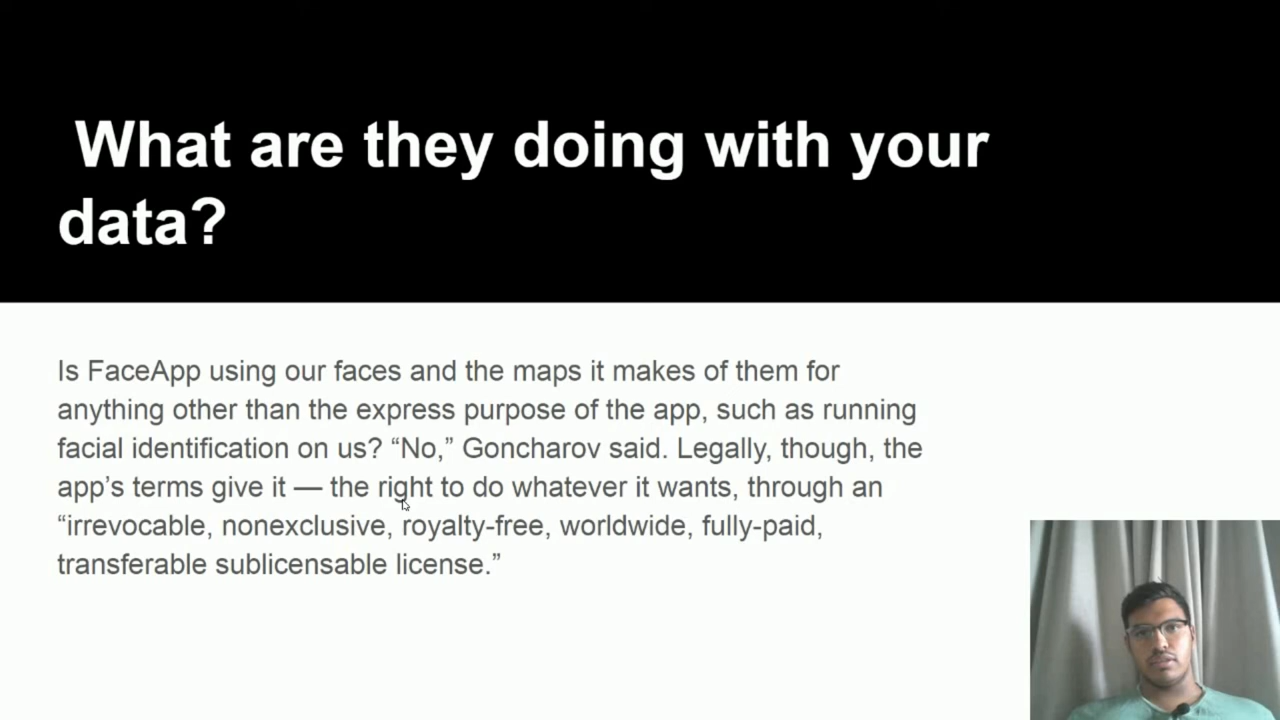 What are they doing with your
data?
Is FaceApp using our faces and the maps it makes of them for
anything other than the express purpose of the app, such as running
facial identification on us? “No,” Goncharov said. Legally, though, the
app’s terms give it — the right to do whatever it wants, through an
“irrevocable, nonexclusive, royalty-free, worldwide, fully-paid,
transferable sublicensable license.”